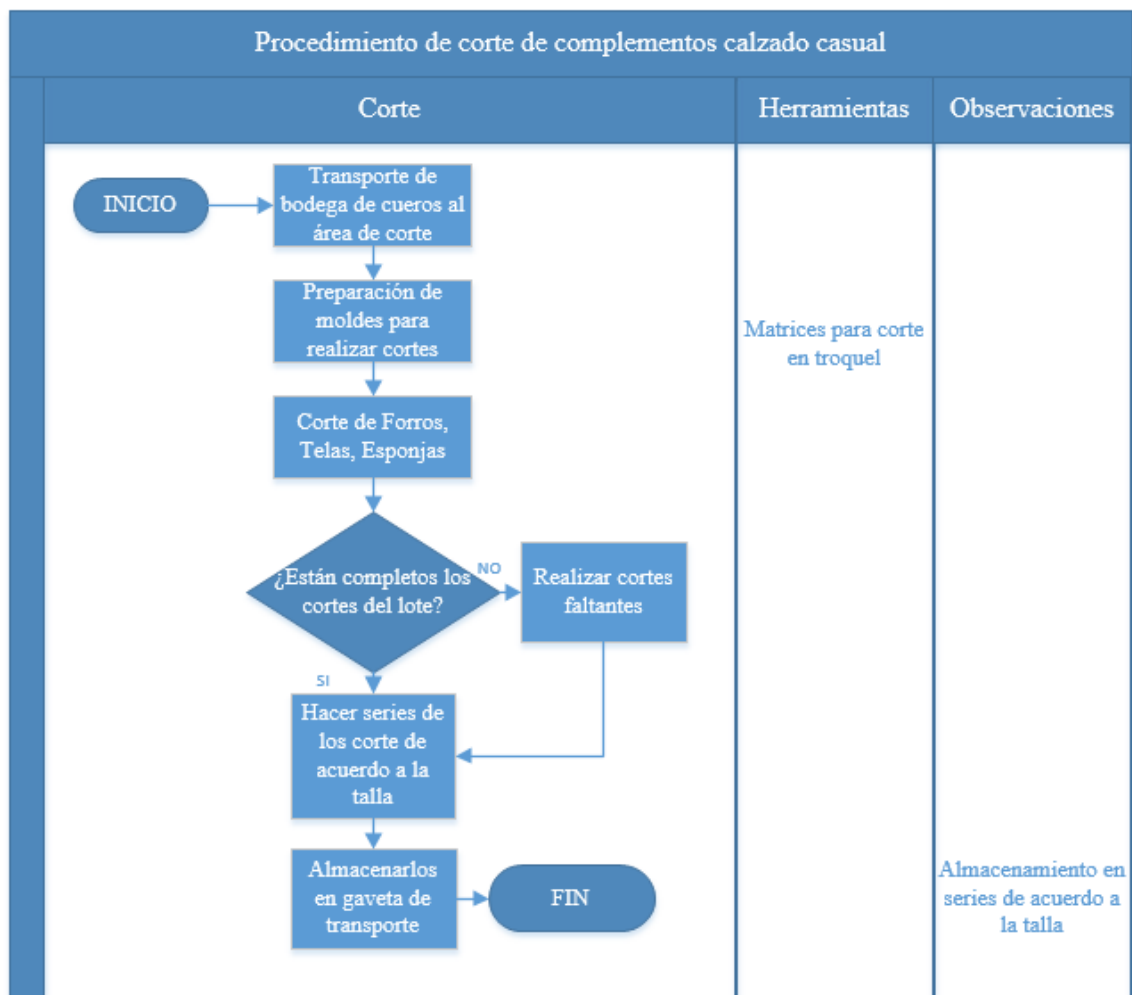 Procedimiento de corte de complementos calzado casual
Corte
Herramientas
Observaciones
INICIO
Transporte de
bodega de cueros al
área de corte
Preparación de
moldes para
realizar cortes
Matrices para corte
en troquel
Corte de Forros,
Telas, Esponjas
¿Están completos los
cortes del lote?
NO
Realizar cortes
faltantes
SI
Hacer series de
los corte de
acuerdo a la
talla
Almacenarlos
en gaveta de
transporte
FIN
Almacenamiento en
series de acuerdo a
la talla